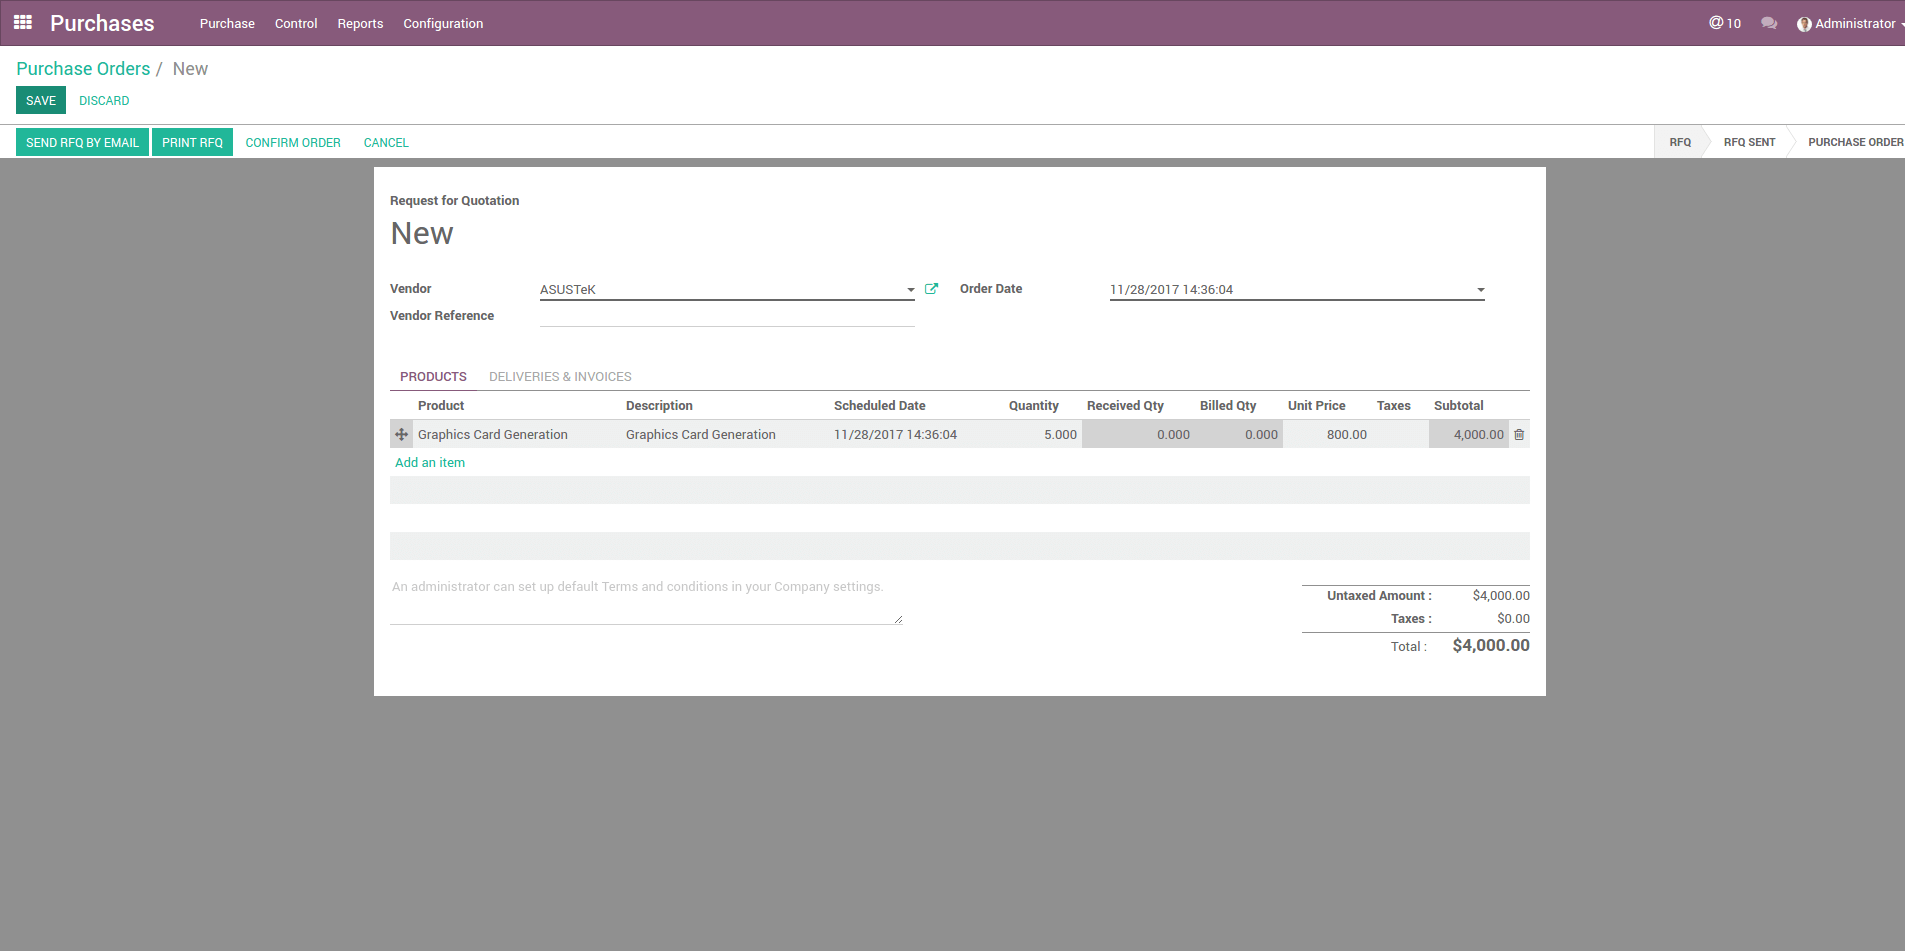 Purchases Purchase Control Reports Configuration @ 10 Administrator
Purchase Orders / New
SAVE DISCARD
SEND RFQ BY EMAIL PRINT RFQ CONFIRM ORDER CANCEL RFQ RFQ SENT PURCHASE ORDER
Request for Quotation
New
Vendor ASUSTeK Order Date 11/28/2017 14:36:04
Vendor Reference
PRODUCTS DELIVERIES & INVOICES
Product Description Scheduled Date Quantity Received Qty Billed Qty Unit Price Taxes Subtotal
Graphics Card Generation Graphics Card Generation 11/28/2017 14:36:04 5.000 0.000 0.000 800.00 4,000.00
Add an item
An administrator can set up default Terms and conditions in your Company settings.
Untaxed Amount : $4,000.00
Taxes : $0.00
Total : $4,000.00